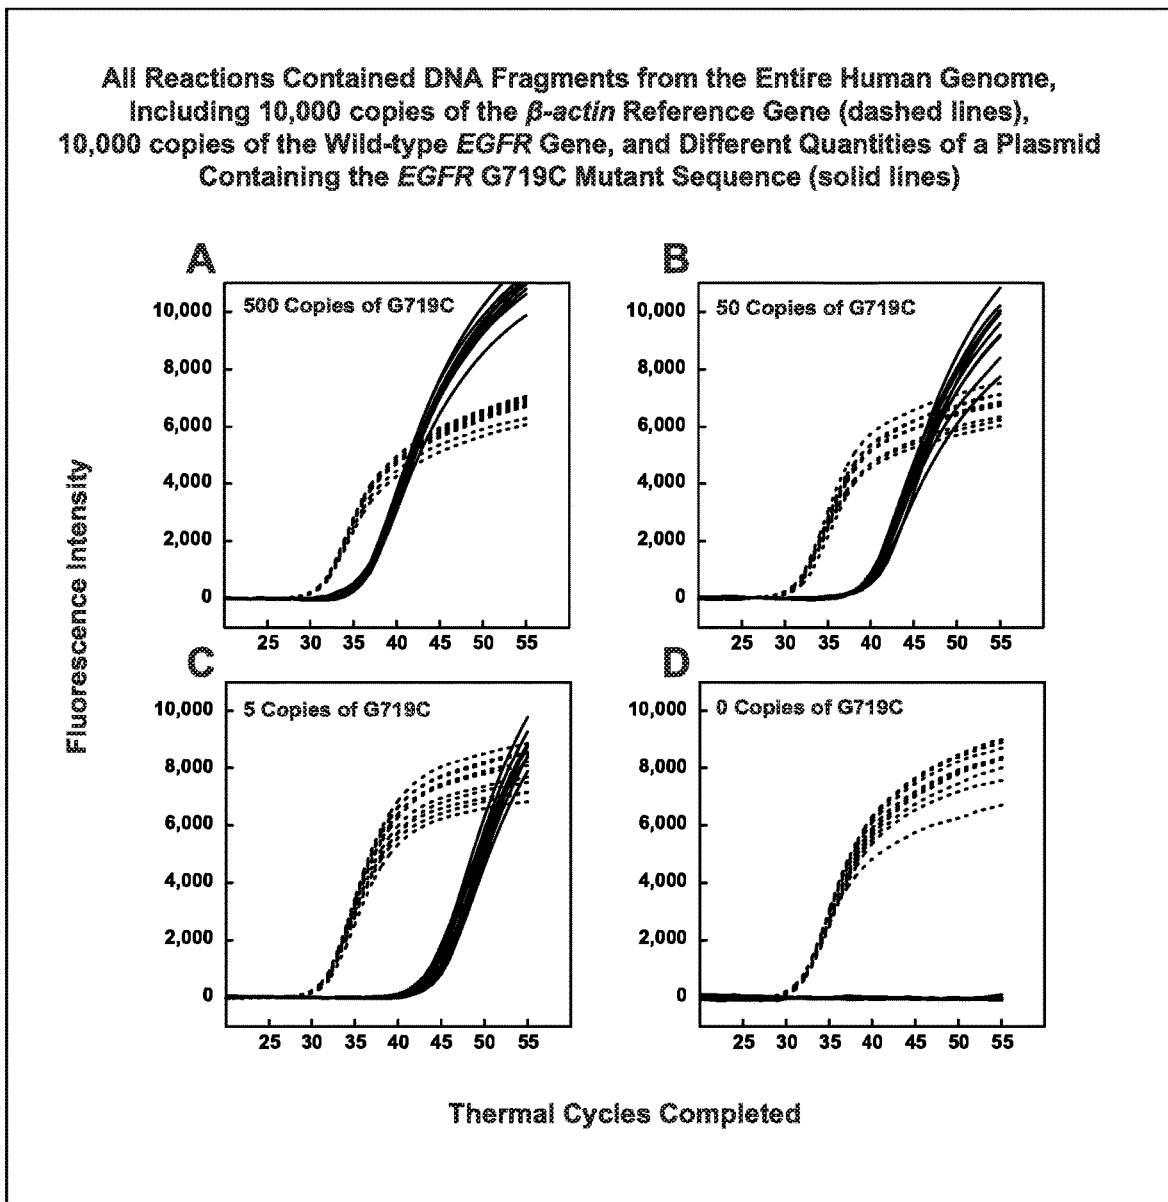 All Reactions Contained DNA Fragments from the Entire Human Genome,
Including 10,000 copies of the β-actin Reference Gene (dashed lines),
10,000 copies of the Wild-type EGFR Gene, and Different Quantities of a Plasmid
Containing the EGFR G719C Mutant Sequence (solid lines)
Fluorescence Intensity
A
500 Copies of G719C
10,000
8,000
6,000
4,000
2,000
0
25 30 35 40 45 50 55
B
50 Copies of G719C
10,000
8,000
6,000
4,000
2,000
0
25 30 35 40 45 50 55
C
5 Copies of G719C
10,000
8,000
6,000
4,000
2,000
0
25 30 35 40 45 50 55
D
0 Copies of G719C
10,000
8,000
6,000
4,000
2,000
0
25 30 35 40 45 50 55
Thermal Cycles Completed